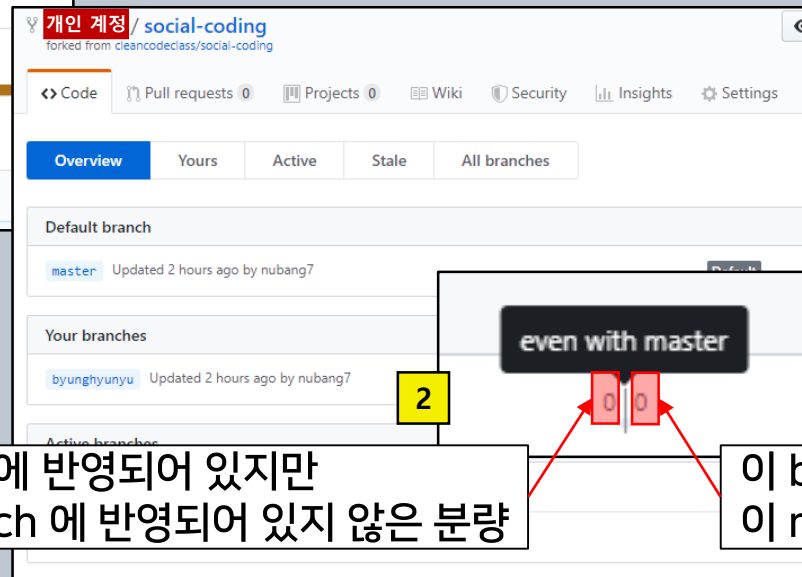 개인 계정 / social-coding
forked from cleancodeclass/social-coding
<> Code Pull requests 0 Projects 0 Wiki Security Insights Settings
Overview Yours Active Stale All branches
Default branch
master Updated 2 hours ago by nubang7
Default
Your branches
byunghyunyu Updated 2 hours ago by nubang7
2
even with master
0 0
Active branches
에 반영되어 있지만
ch 에 반영되어 있지 않은 분량
이 b
이